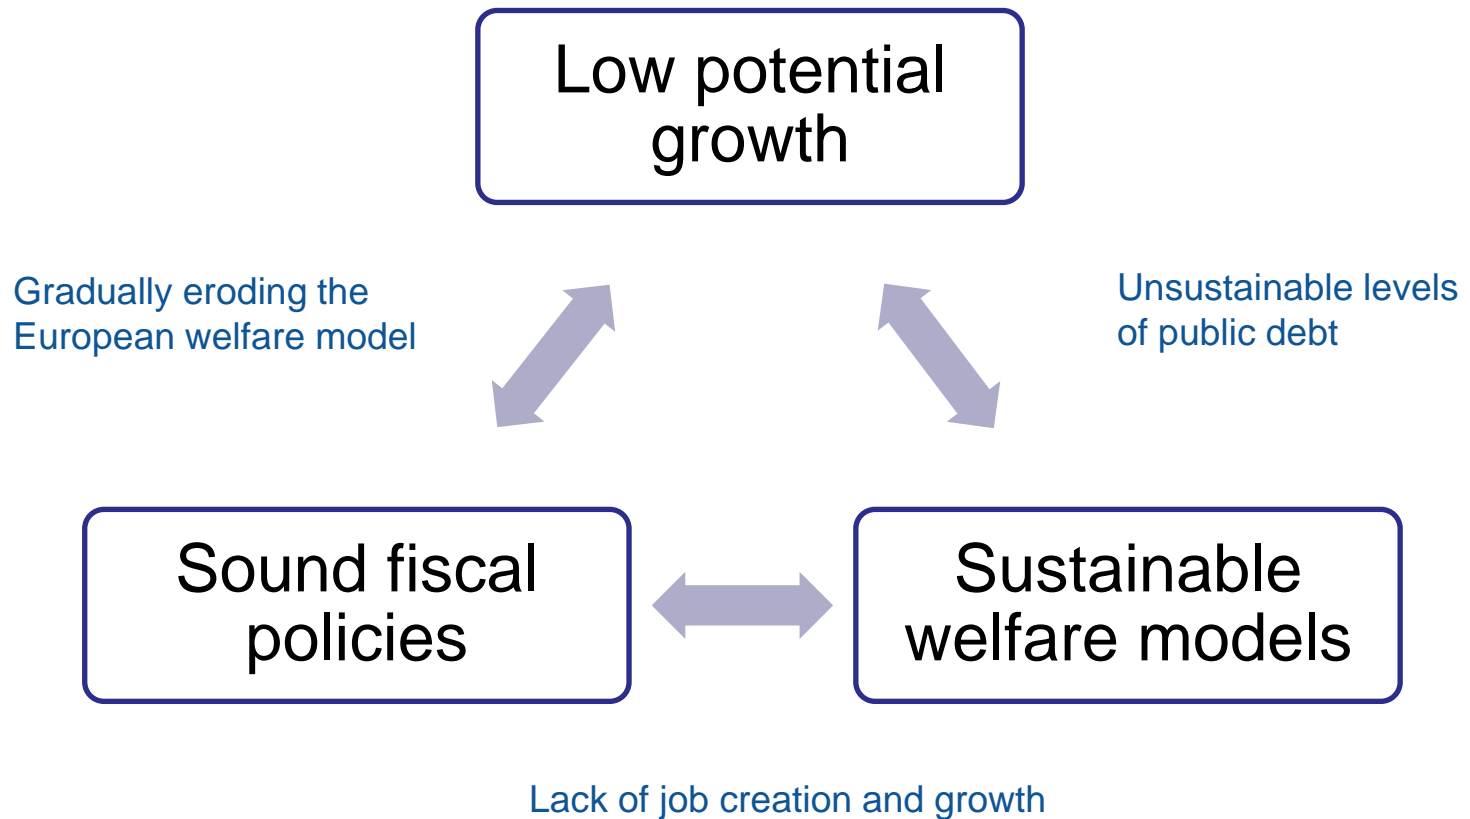 Low potential
growth
Gradually eroding the
European welfare model
Unsustainable levels
of public debt
Sound fiscal
policies
Sustainable
welfare models
Lack of job creation and growth